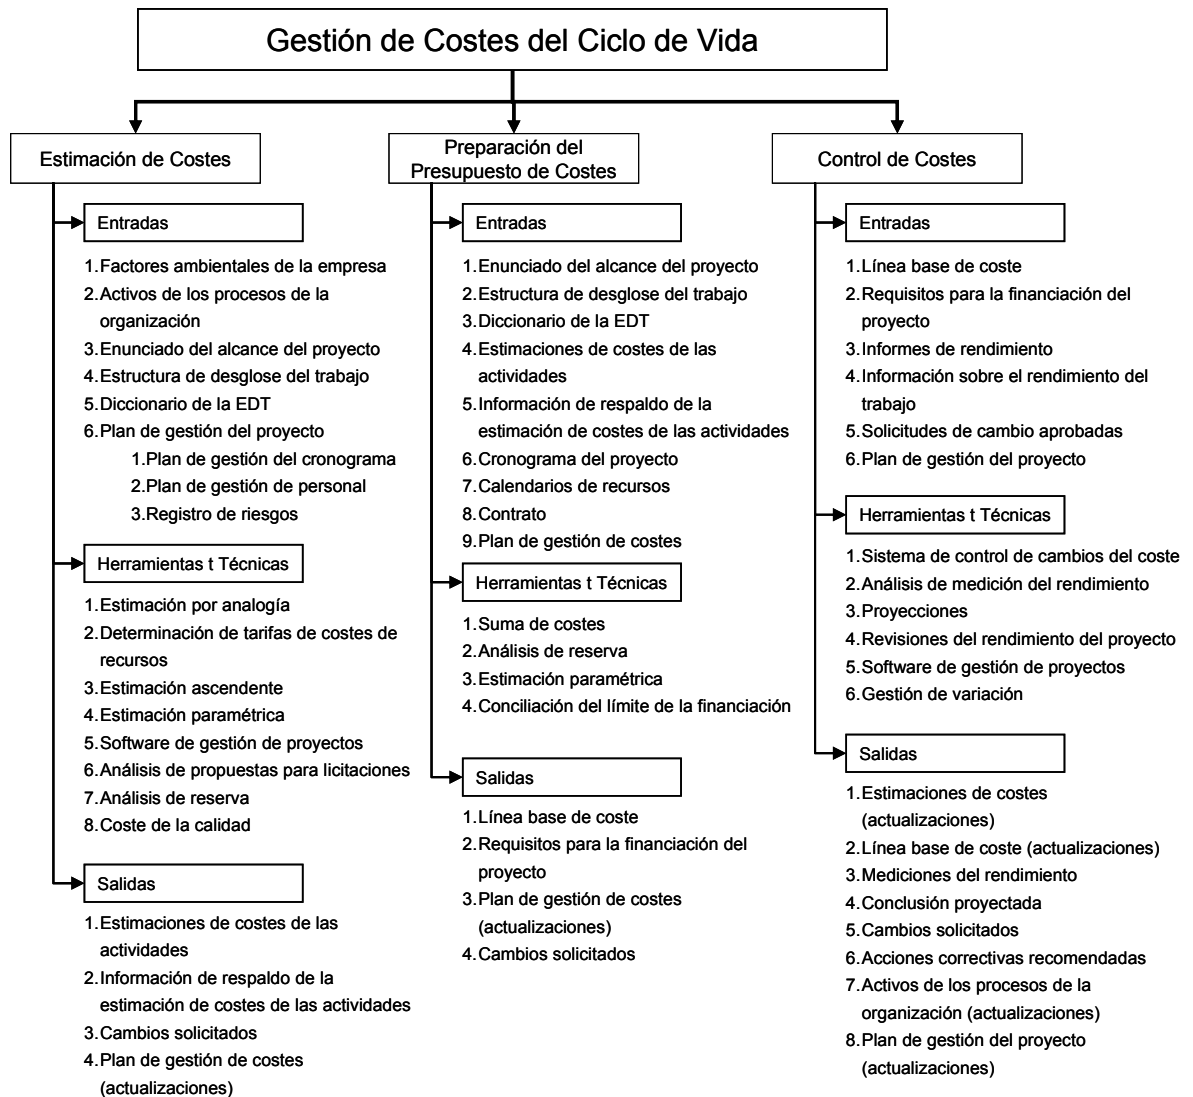 Gestión de Costes del Ciclo de Vida
Estimación de Costes
Entradas
1.Factores ambientales de la empresa
2.Activos de los procesos de la
organización
3.Enunciado del alcance del proyecto
4.Estructura de desglose del trabajo
5.Diccionario de la EDT
6.Plan de gestión del proyecto
1.Plan de gestión del cronograma
2.Plan de gestión de personal
3.Registro de riesgos
Herramientas t Técnicas
1.Estimación por analogía
2.Determinación de tarifas de costes de
recursos
3.Estimación ascendente
4.Estimación paramétrica
5.Software de gestión de proyectos
6.Análisis de propuestas para licitaciones
7.Análisis de reserva
8.Coste de la calidad
Salidas
1.Estimaciones de costes de las
actividades
2.Información de respaldo de la
estimación de costes de las actividades
3.Cambios solicitados
4.Plan de gestión de costes
(actualizaciones)
Preparación del
Presupuesto de Costes
Entradas
1.Enunciado del alcance del proyecto
2.Estructura de desglose del trabajo
3.Diccionario de la EDT
4.Estimaciones de costes de las
actividades
5.Información de respaldo de la
estimación de costes de las actividades
6.Cronograma del proyecto
7.Calendarios de recursos
8.Contrato
9.Plan de gestión de costes
Herramientas t Técnicas
1.Suma de costes
2.Análisis de reserva
3.Estimación paramétrica
4.Conciliación del límite de la financiación
Salidas
1.Línea base de coste
2.Requisitos para la financiación del
proyecto
3.Plan de gestión de costes
(actualizaciones)
4.Cambios solicitados
Control de Costes
Entradas
1.Línea base de coste
2.Requisitos para la financiación del
proyecto
3.Informes de rendimiento
4.Información sobre el rendimiento del
trabajo
5.Solicitudes de cambio aprobadas
6.Plan de gestión del proyecto
Herramientas t Técnicas
1.Sistema de control de cambios del coste
2.Análisis de medición del rendimiento
3.Proyecciones
4.Revisiones del rendimiento del proyecto
5.Software de gestión de proyectos
6.Gestión de variación
Salidas
1.Estimaciones de costes
(actualizaciones)
2.Línea base de coste (actualizaciones)
3.Mediciones del rendimiento
4.Conclusión proyectada
5.Cambios solicitados
6.Acciones correctivas recomendadas
7.Activos de los procesos de la
organización (actualizaciones)
8.Plan de gestión del proyecto
(actualizaciones)